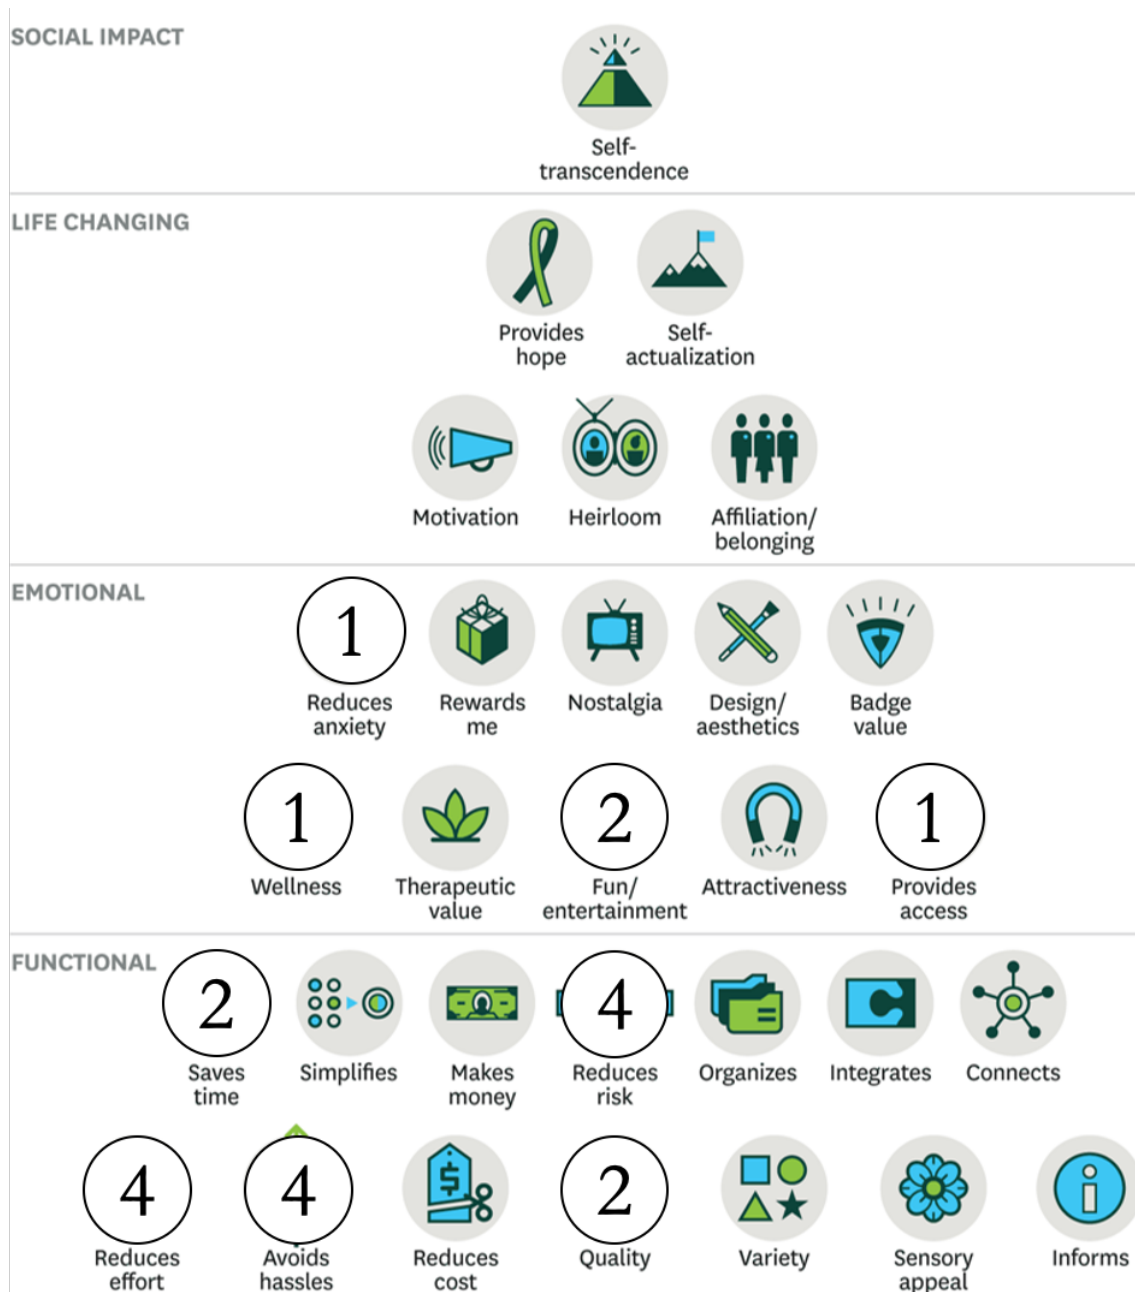 SOCIAL IMPACT
Self-
transcendence
LIFE CHANGING
Provides
hope
Self-
actualization
Motivation
Heirloom
Affiliation/
belonging
EMOTIONAL
1
Reduces
anxiety
Rewards
me
Nostalgia
Design/
aesthetics
Badge
value
1
Wellness
Therapeutic
value
2
Fun/
entertainment
Attractiveness
1
Provides
access
FUNCTIONAL
2
Saves
time
Simplifies
Makes
money
4
Reduces
risk
Organizes
Integrates
Connects
4
Reduces
effort
4
Avoids
hassles
$
Reduces
cost
2
Quality
Variety
Sensory
appeal
i
Informs